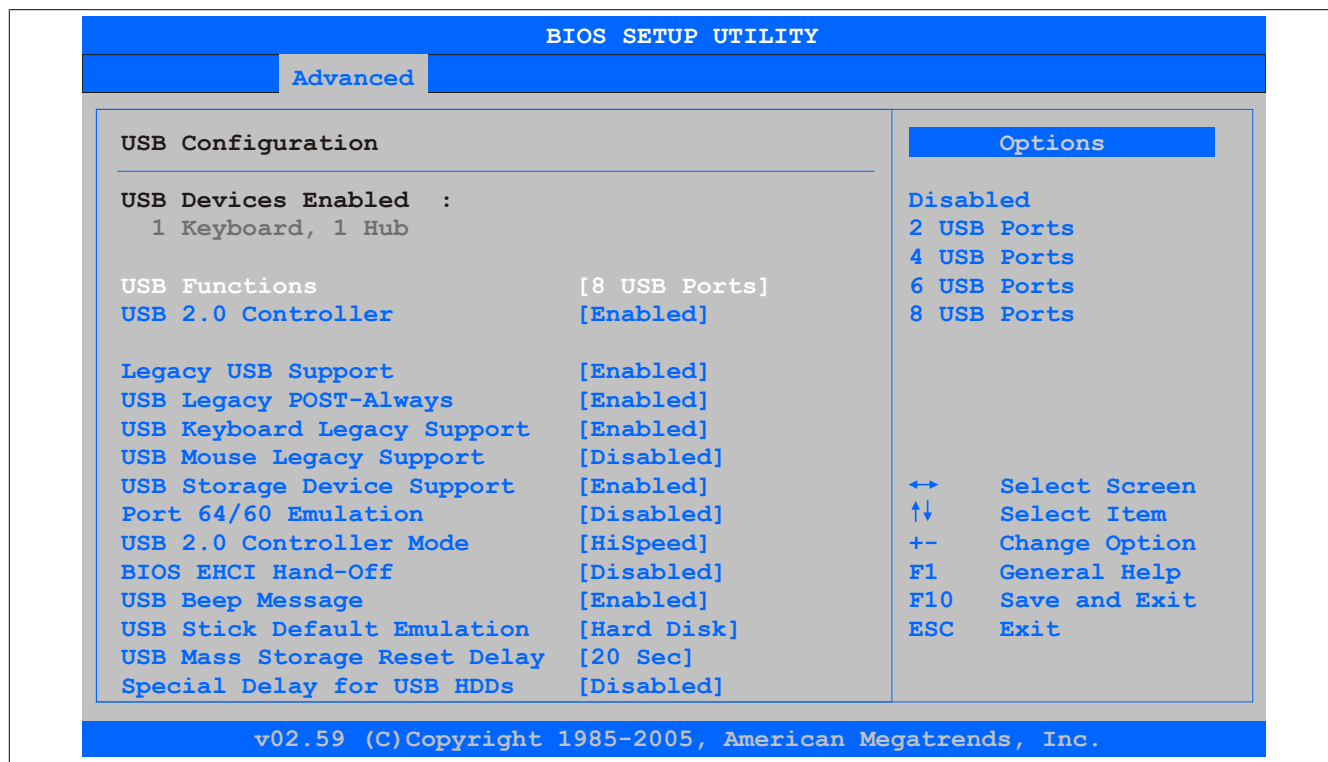 BIOS SETUP UTILITY
Advanced
USB Configuration
USB Devices Enabled :
1 Keyboard, 1 Hub
USB Functions [8 USB Ports]
USB 2.0 Controller [Enabled]
Legacy USB Support [Enabled]
USB Legacy POST-Always [Enabled]
USB Keyboard Legacy Support [Enabled]
USB Mouse Legacy Support [Disabled]
USB Storage Device Support [Enabled]
Port 64/60 Emulation [Disabled]
USB 2.0 Controller Mode [HiSpeed]
BIOS EHCI Hand-Off [Disabled]
USB Beep Message [Enabled]
USB Stick Default Emulation [Hard Disk]
USB Mass Storage Reset Delay [20 Sec]
Special Delay for USB HDDs [Disabled]
Options
Disabled
2 USB Ports
4 USB Ports
6 USB Ports
8 USB Ports
↔ Select Screen
↑↓ Select Item
+- Change Option
F1 General Help
F10 Save and Exit
ESC Exit
v02.59 (C)Copyright 1985-2005, American Megatrends, Inc.